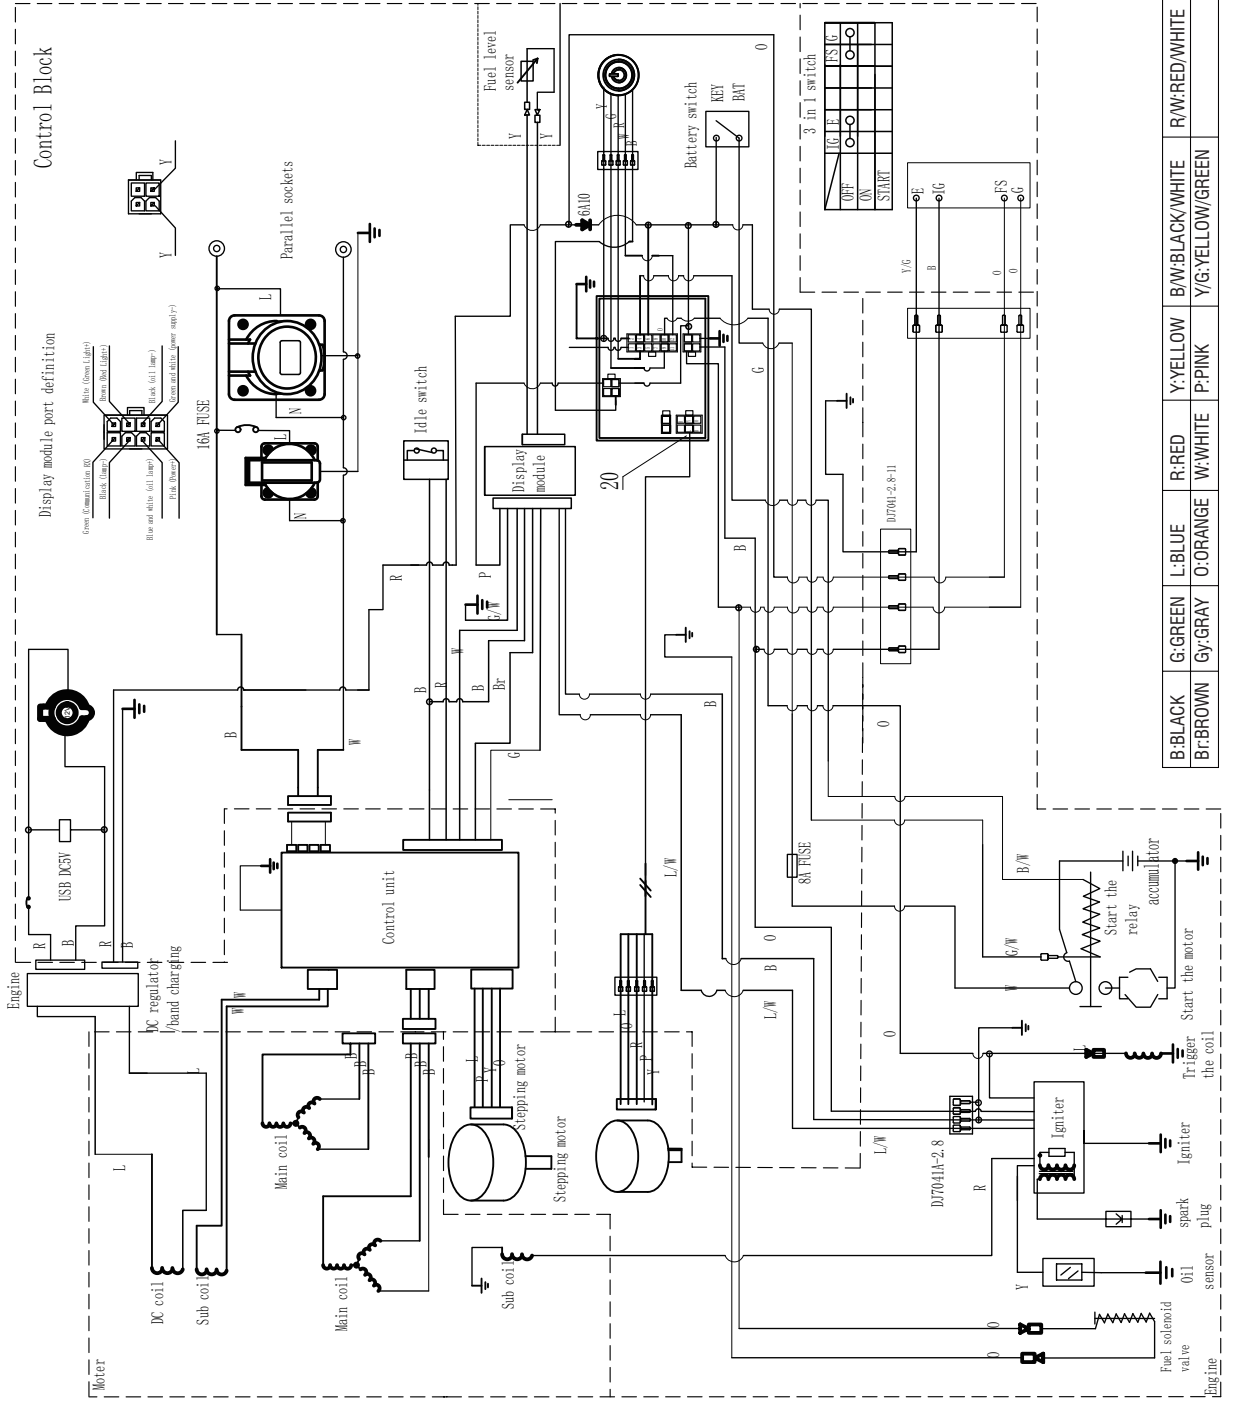 Control Block
Display module port definition
White (Green Light+)
Brown (Red Light+)
Black (oil lamp-)
Green and white (power supply-)
Black (lamp-)
Blue and white (oil lamp+)
Pink (Power+)
Y
Y
Parallel sockets
16A FUSE
L
L
N
N
Fuel level
sensor
Y
Y
Y
G
R
W
B
O
Battery switch
KEY
BAT
3 in 1 switch
IG E FS G
OFF
ON
START
6A10
Idle switch
Display
module
20
E
IG
FS
G
Y/G
B
O
O
DJ7041-2.8-11
G
B
R
P
G/W
W
B
R
B
Br
G
B
W
USB DC5V
R
B
R
B
Engine
DC regulator
/band charging
Control unit
W
W
L/W
8A FUSE
B
O
O
B
L/W
B/W
G/W
W
O
Start the
relay
accumulator
Start the motor
Trigger
the coil
Igniter
Igniter
DJ7041A-2.8
L/W
R
spark
plug
Oil
sensor
Y
O
O
Fuel solenoid
valve
Engine
Moter
L
DC coil
Sub coil
Main coil
B
B
B
Main coil
B
B
B
Sub coil
L
P
Y
O
Stepping motor
Stepping motor
L
O
R
Y
P
B:BLACK G:GREEN L:BLUE R:RED Y:YELLOW B/W:BLACK/WHITE R/W:RED/WHITE
Br:BROWN Gy:GRAY O:ORANGE W:WHITE P:PINK Y/G:YELLOW/GREEN